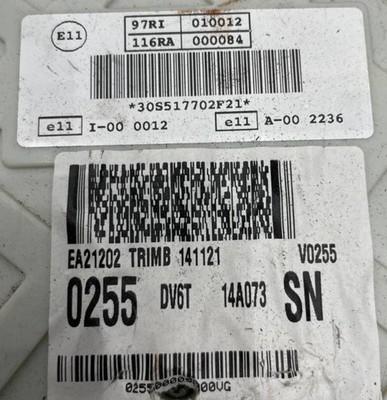 E11
97RI 010012
116RA 000084
*30S517702F21*
e11 I-00 0012 e11 A-00 2236
EA21202 TRIMB 141121 V0255
0255 DV6T 14A073 SN